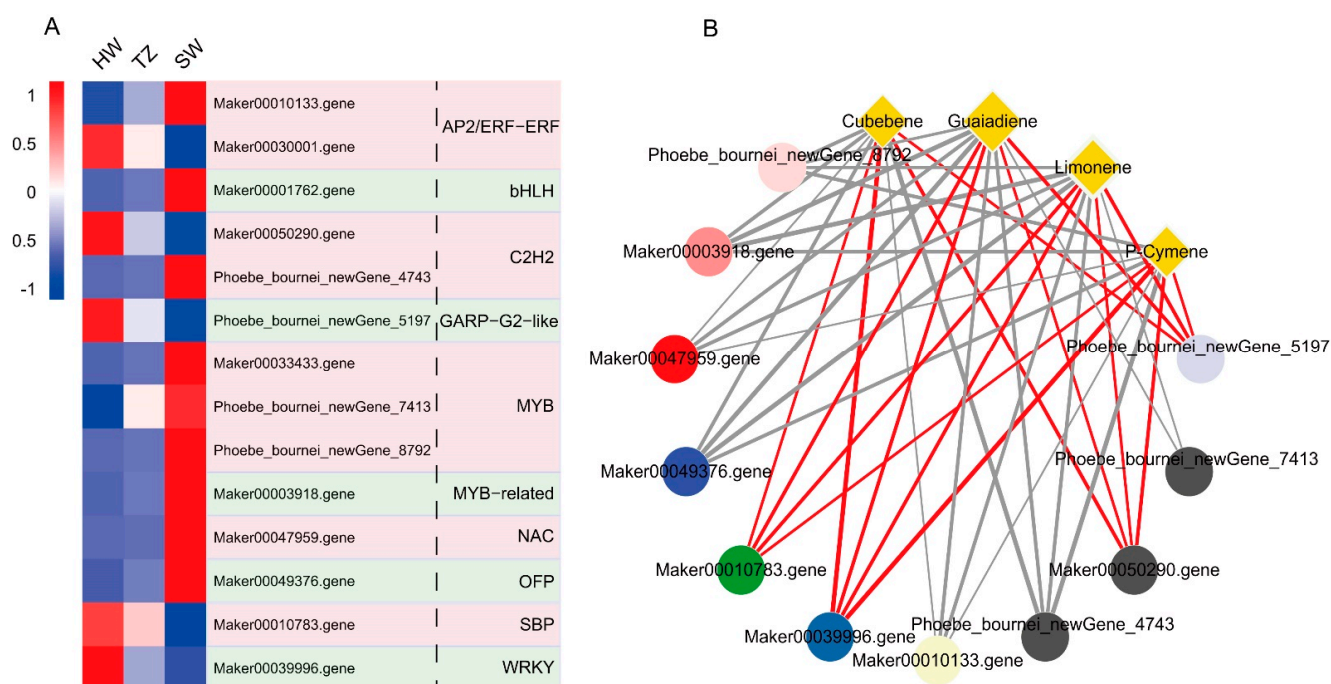 A
HW TZ SW
1
0.5
0
0.5
-1
Maker00010133.gene
AP2/ERF-ERF
Maker00030001.gene
Maker00001762.gene bHLH
Maker00050290.gene
C2H2
Phoebe_bournei_newGene_4743
Phoebe_bournei_newGene_5197 GARP-G2-like
Maker00033433.gene
Phoebe_bournei_newGene_7413 MYB
Phoebe_bournei_newGene_8792
Maker00003918.gene MYB-related
Maker00047959.gene NAC
Maker00049376.gene OFP
Maker00010783.gene SBP
Maker00039996.gene WRKY
B
Cubebene Guaiadiene
Phoebe_bournei_newGene_8792
Limonene
Maker00003918.gene P-Cymene
Maker00047959.gene Phoebe_bournei_newGene_5197
Maker00049376.gene Phoebe_bournei_newGene_7413
Maker00010783.gene Maker00050290.gene
Phoebe_bournei_newGene_4743
Maker00039996.gene
Maker00010133.gene